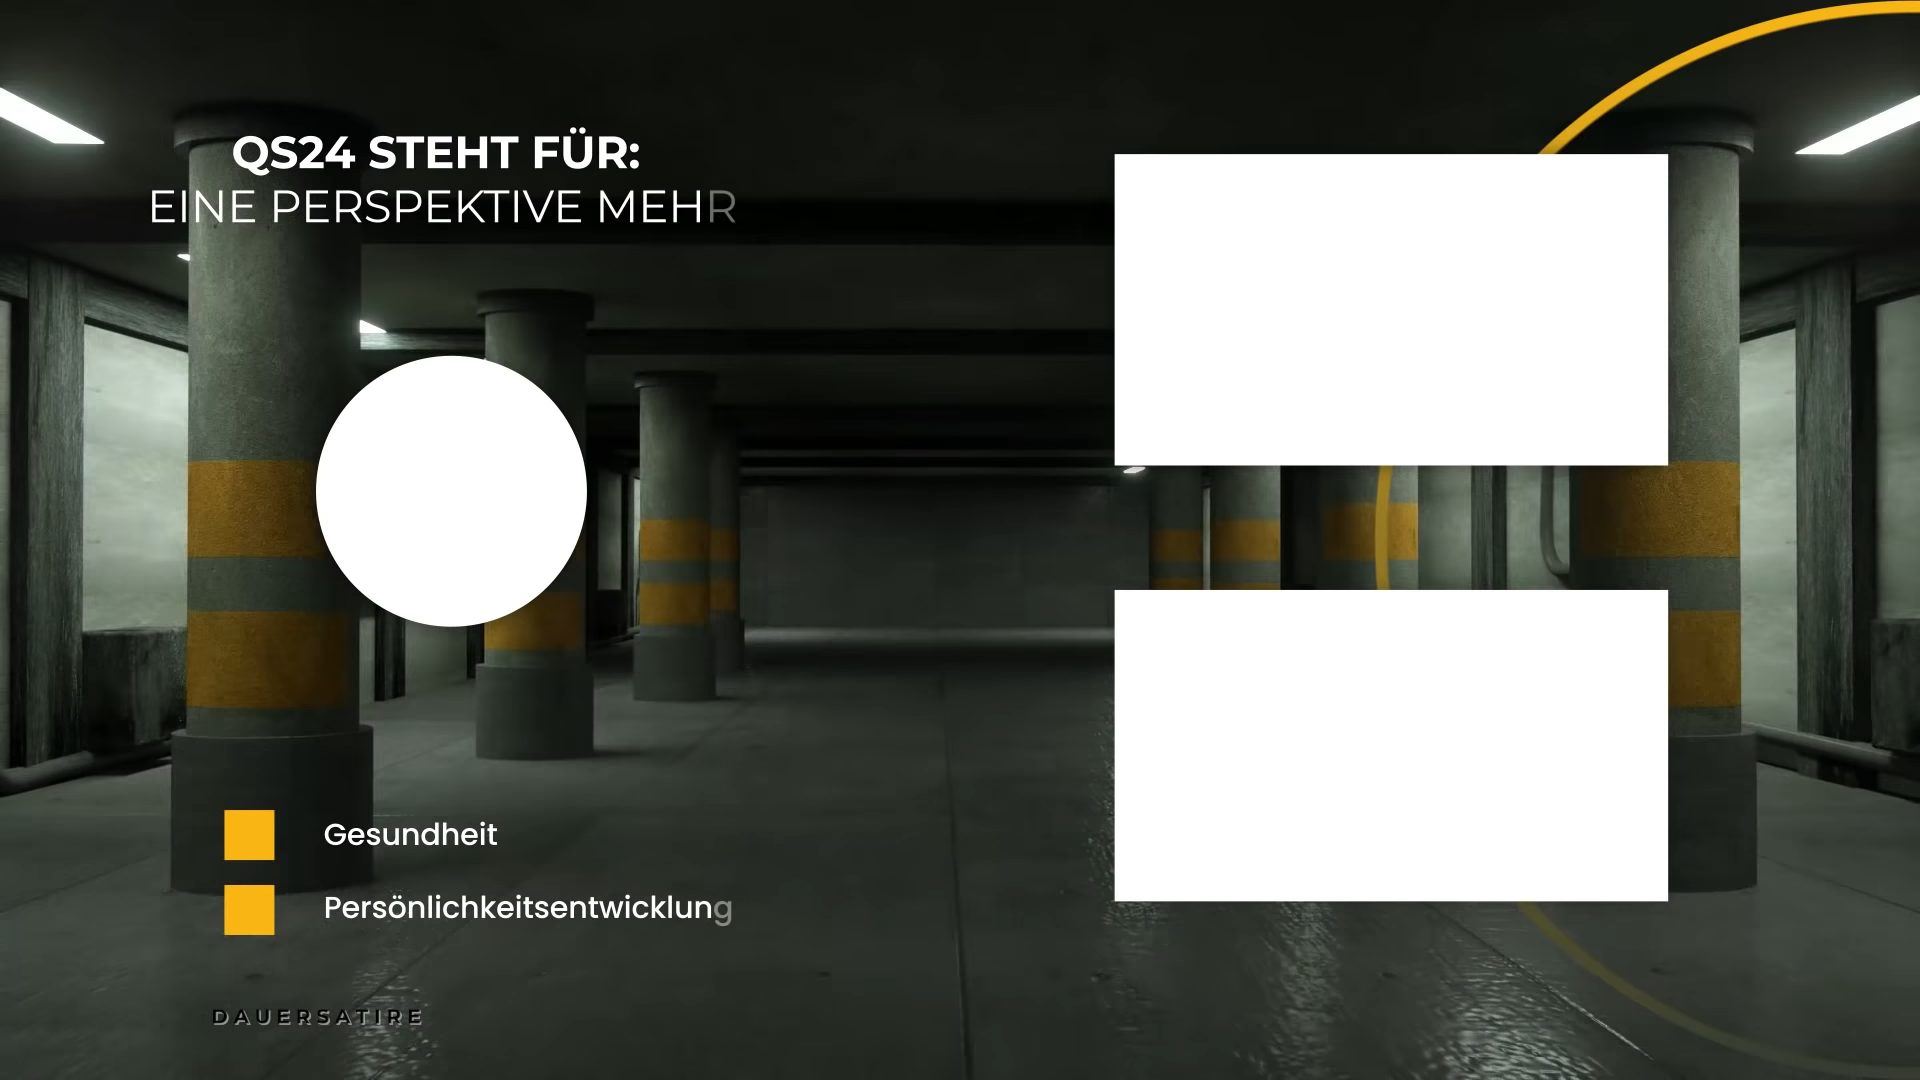 QS24 STEHT FÜR:
EINE PERSPEKTIVE MEHR
Gesundheit
Persönlichkeitsentwicklung
DAUERSATIRE